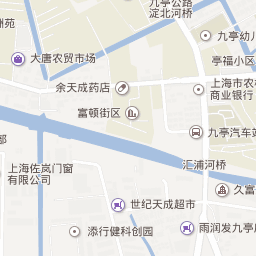 九亭公路
淀北河桥
洲苑
九亭幼儿
大唐农贸市场
亭福小区
余天成药店
上海市农村
商业银行
富顿街区
九亭汽车站
部
汇浦河桥
上海佐岚门窗
有限公司
久富
世纪天成超市
添行健科创园
雨润发九亭店